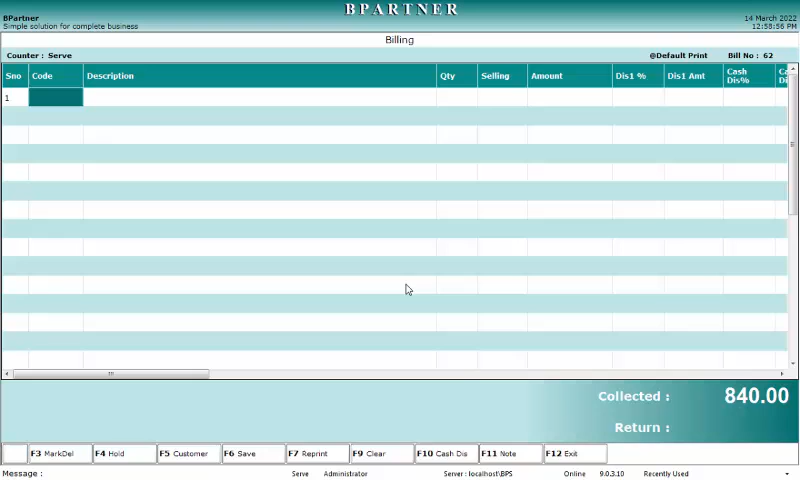 BPARTNER
BPartner
Simple solution for complete business
14 March 2022
12:58:56 PM
Billing
Counter : Serve
@Default Print
Bill No : 62
Sno Code Description Qty Selling Amount Dis1 % Dis1 Amt Cash Dis% Ca Di
1
Collected : 840.00
Return :
F3 MarkDel F4 Hold F5 Customer F6 Save F7 Reprint F9 Clear F10 Cash Dis F11 Note F12 Exit
Message : Serve Administrator Server : localhost\BPS Online 9.0.3.10 Recently Used